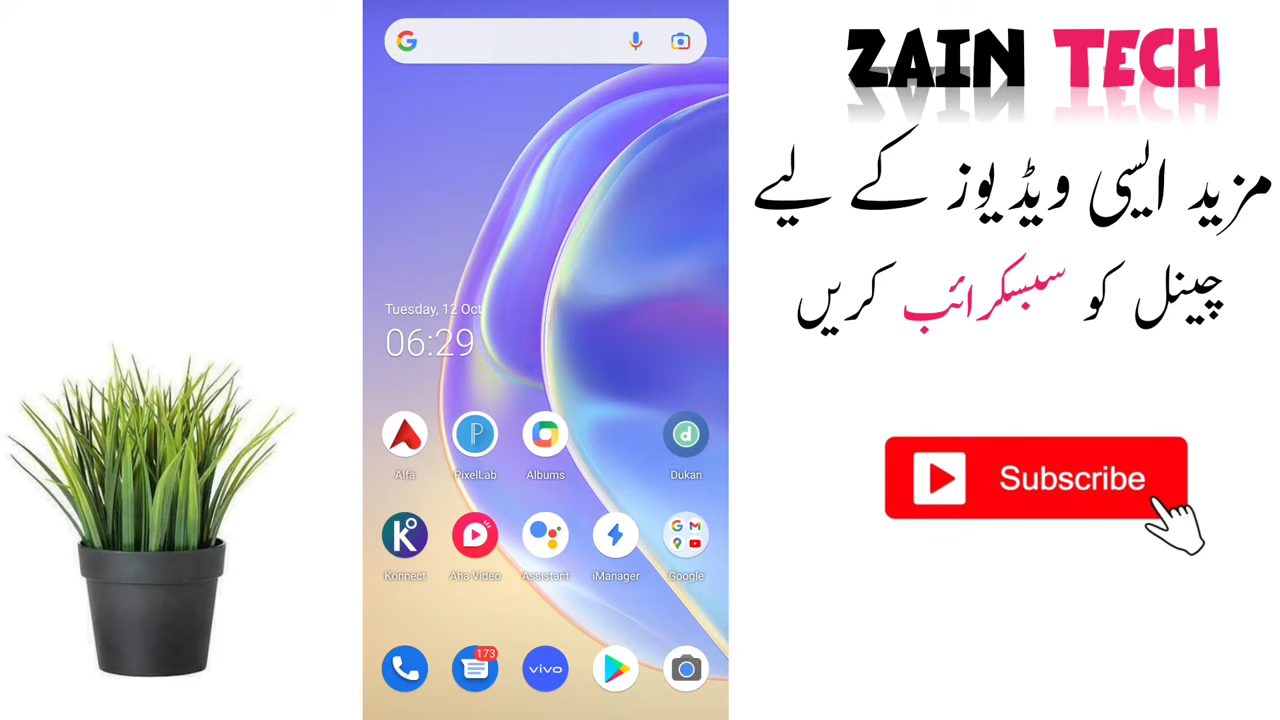 ZAIN TECH
مزید ایسی ویڈیوز کے لیے
چینل کو سبسکرائب کریں
Subscribe
Tuesday, 12 Oct
06:29
Alfa
PixelLab
Albums
Dukan
Konnect
Aha Video
Assistant
iManager
Google
173
vivo